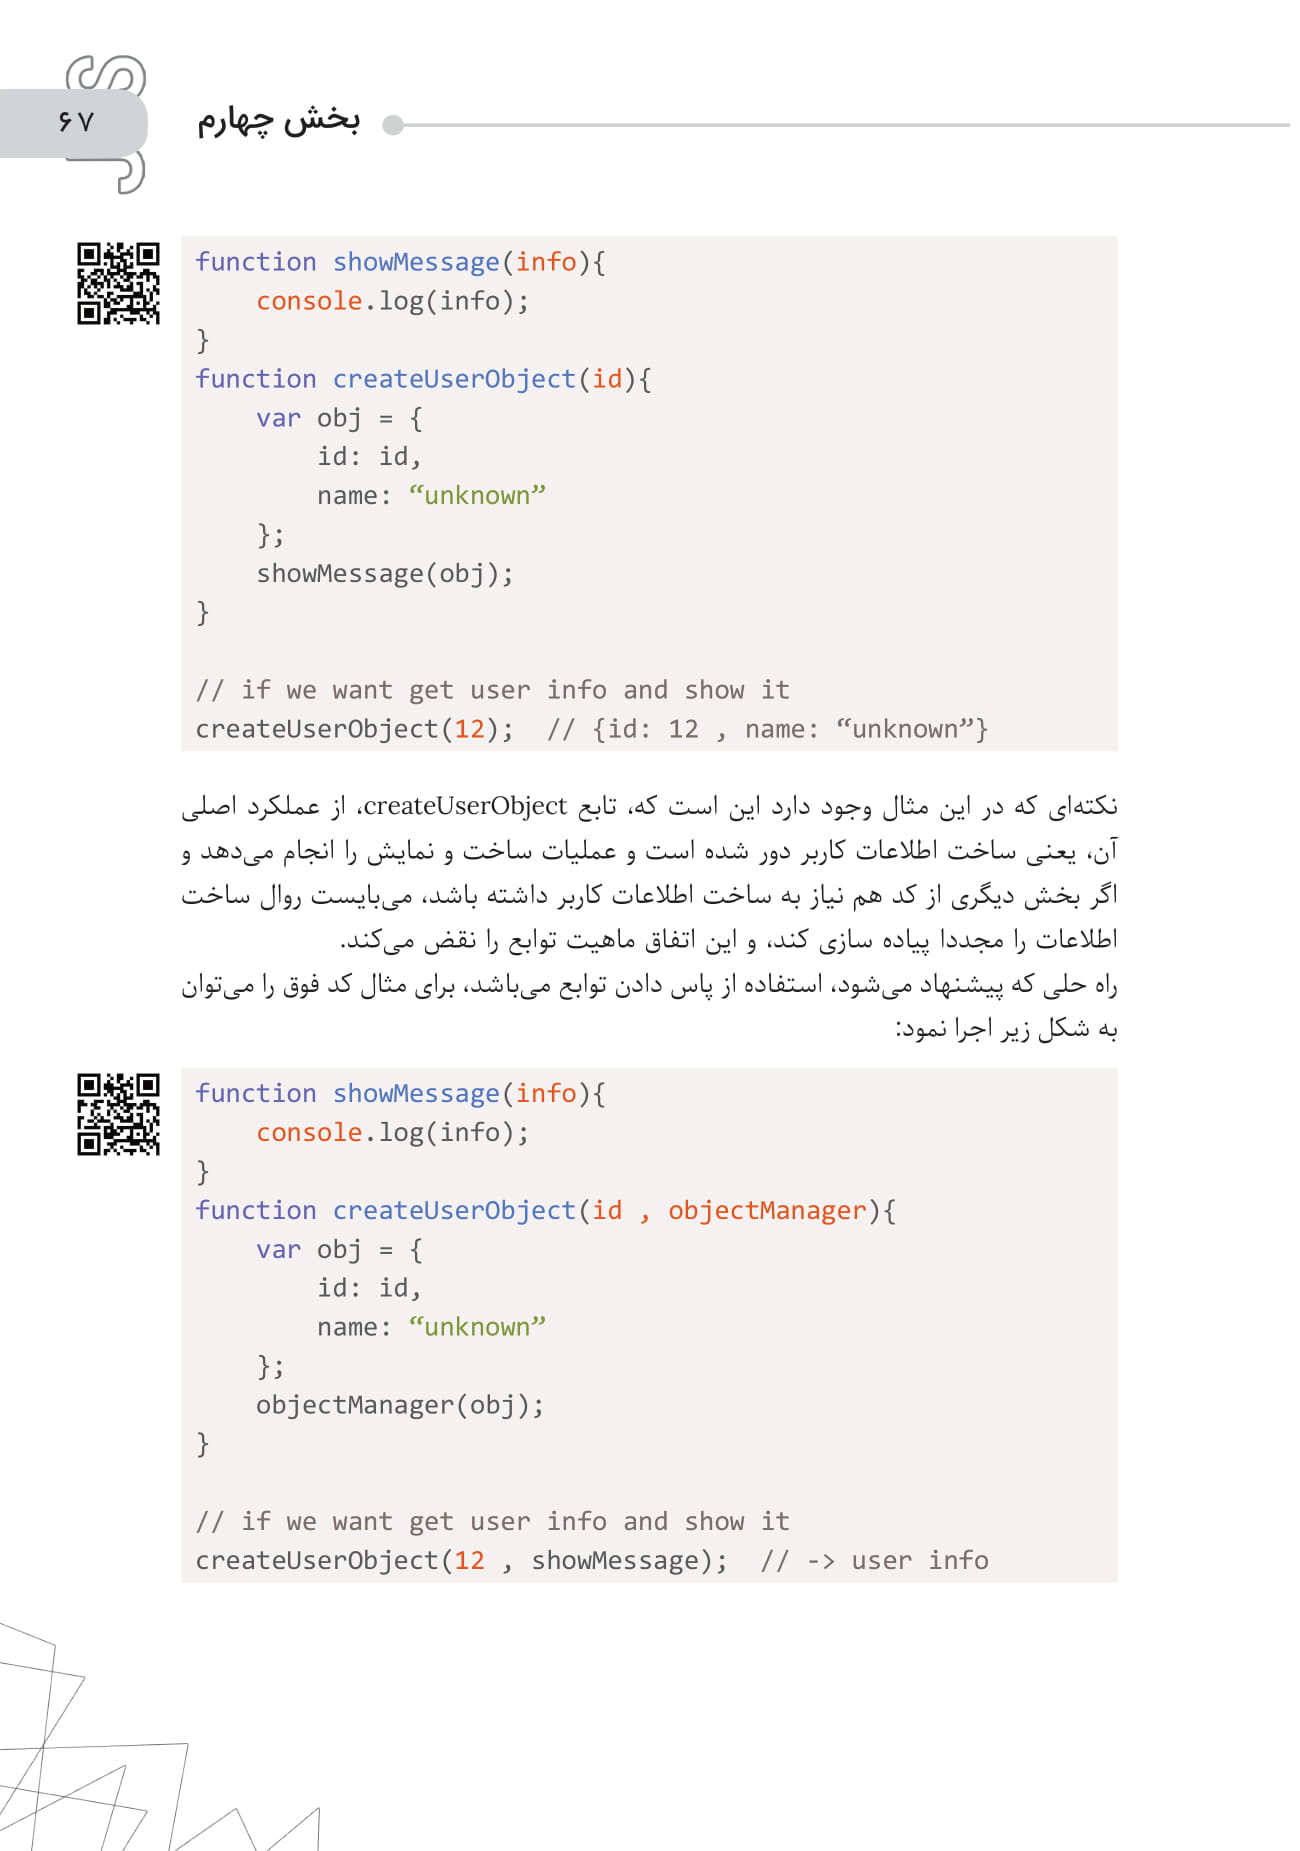 بخش چهارم
۶۷
function showMessage(info){
    console.log(info);
}
function createUserObject(id){
    var obj = {
        id: id,
        name: “unknown”
    };
    showMessage(obj);
}
// if we want get user info and show it
createUserObject(12);  // {id: 12 , name: “unknown”}
نکته‌ای که در این مثال وجود دارد این است که، تابع createUserObject، از عملکرد اصلی
آن، یعنی ساخت اطلاعات کاربر دور شده است و عملیات ساخت و نمایش را انجام می‌دهد و
اگر بخش دیگری از کد هم نیاز به ساخت اطلاعات کاربر داشته باشد، می‌بایست روال ساخت
اطلاعات را مجددا پیاده سازی کند، و این اتفاق ماهیت توابع را نقض می‌کند.
راه حلی که پیشنهاد می‌شود، استفاده از پاس دادن توابع می‌باشد، برای مثال کد فوق را می‌توان
به شکل زیر اجرا نمود:
function showMessage(info){
    console.log(info);
}
function createUserObject(id , objectManager){
    var obj = {
        id: id,
        name: “unknown”
    };
    objectManager(obj);
}
// if we want get user info and show it
createUserObject(12 , showMessage);  // -> user info